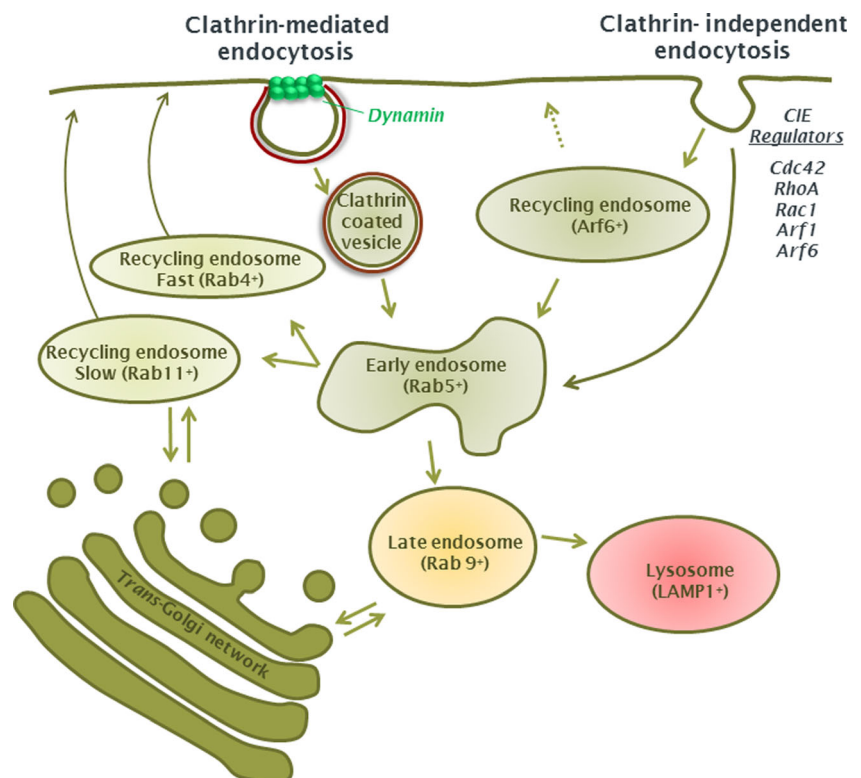 Clathrin-mediated
endocytosis
Clathrin- independent
endocytosis
Dynamin
CIE
Regulators
Cdc42
RhoA
Rac1
Arf1
Arf6
Clathrin
coated
vesicle
Recycling endosome
(Arf6+)
Recycling endosome
Fast (Rab4+)
Recycling endosome
Slow (Rab11+)
Early endosome
(Rab5+)
Late endosome
(Rab 9+)
Lysosome
(LAMP1+)
Trans-Golgi network